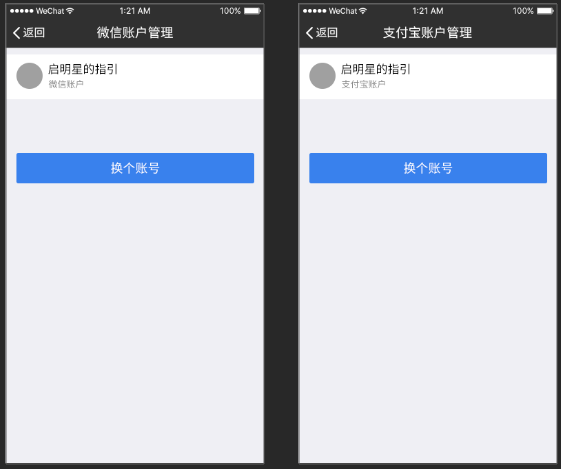 WeChat 1:21 AM 100%
返回 微信账户管理
启明星的指引
微信账户
换个账号
WeChat 1:21 AM 100%
返回 支付宝账户管理
启明星的指引
支付宝账户
换个账号